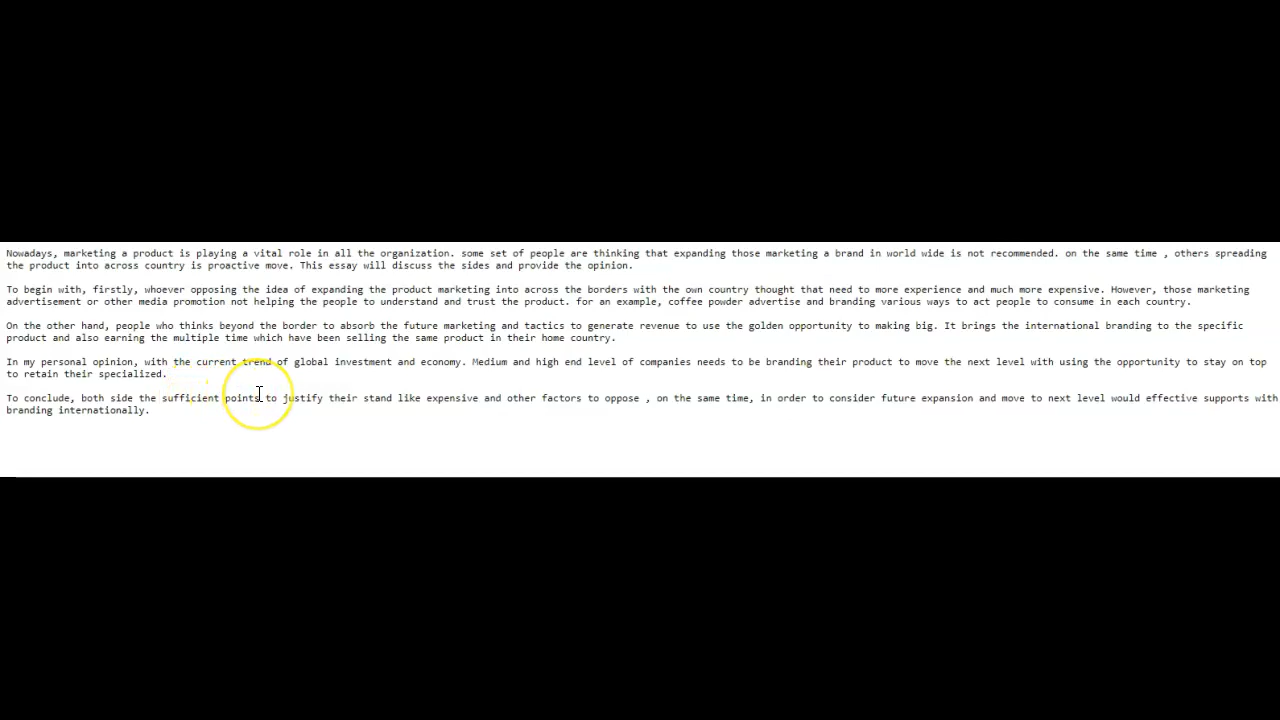 Nowadays, marketing a product is playing a vital role in all the organization. some set of people are thinking that expanding those marketing a brand in world wide is not recommended. on the same time , others spreading
the product into across country is proactive move. This essay will discuss the sides and provide the opinion.
To begin with, firstly, whoever opposing the idea of expanding the product marketing into across the borders with the own country thought that need to more experience and much more expensive. However, those marketing
advertisement or other media promotion not helping the people to understand and trust the product. for an example, coffee powder advertise and branding various ways to act people to consume in each country.
On the other hand, people who thinks beyond the border to absorb the future marketing and tactics to generate revenue to use the golden opportunity to making big. It brings the international branding to the specific
product and also earning the multiple time which have been selling the same product in their home country.
In my personal opinion, with the current trend of global investment and economy. Medium and high end level of companies needs to be branding their product to move the next level with using the opportunity to stay on top
to retain their specialized.
To conclude, both side the sufficient points to justify their stand like expensive and other factors to oppose , on the same time, in order to consider future expansion and move to next level would effective supports with
branding internationally.